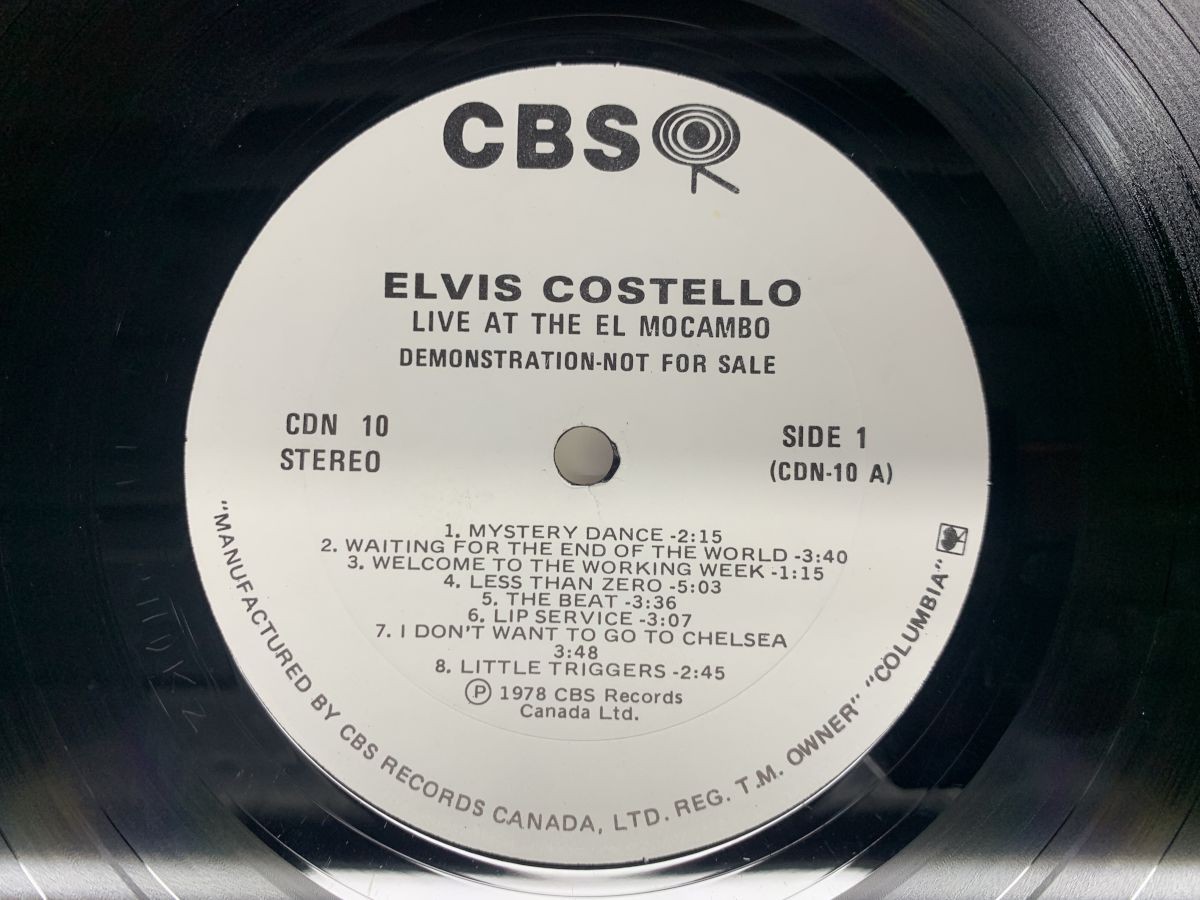 CBS
ELVIS COSTELLO
LIVE AT THE EL MOCAMBO
DEMONSTRATION-NOT FOR SALE
CDN 10
STEREO
SIDE 1
(CDN-10 A)
1. MYSTERY DANCE -2:15
2. WAITING FOR THE END OF THE WORLD -3:40
3. WELCOME TO THE WORKING WEEK -1:15
4. LESS THAN ZERO -5:03
5. THE BEAT -3:36
6. LIP SERVICE -3:07
7. I DON'T WANT TO GO TO CHELSEA
3:48
8. LITTLE TRIGGERS -2:45
Ⓟ 1978 CBS Records
Canada Ltd.
"MANUFACTURED BY CBS RECORDS CANADA, LTD. REG. T.M. OWNER" "COLUMBIA"